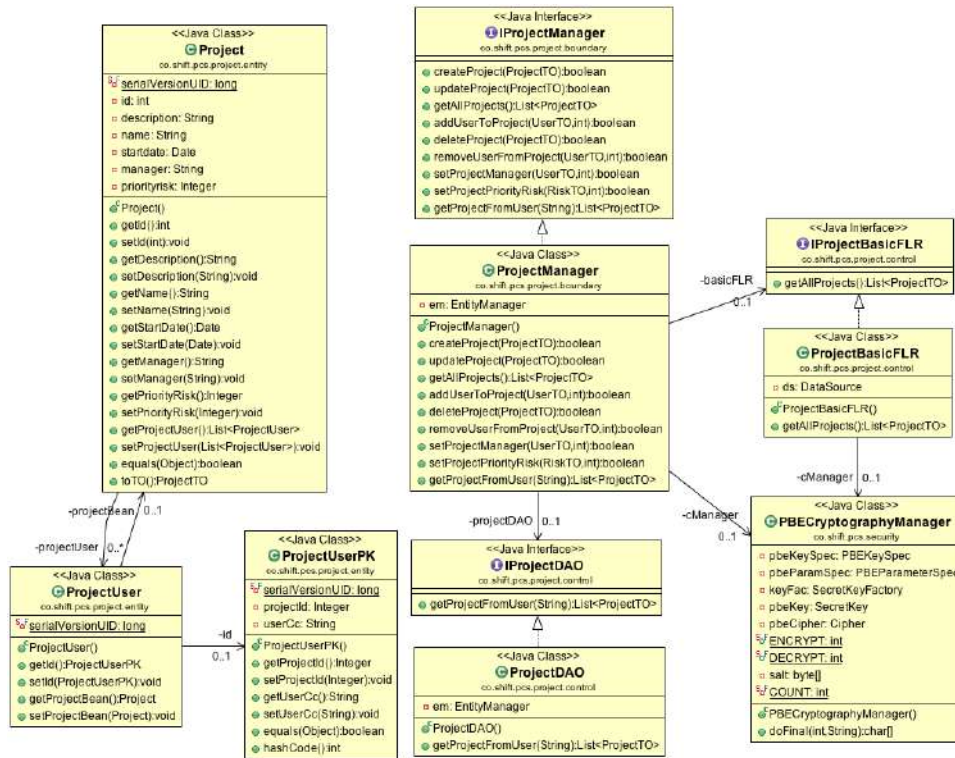 <<Java Class>>
Project
co.shift.pcs.project.entity
serialVersionUID: long
id: int
description: String
name: String
startdate: Date
manager: String
priorityrisk: Integer
Project()
getId():int
setId(int):void
getDescription():String
setDescription(String):void
getName():String
setName(String):void
getStartDate():Date
setStartDate(Date):void
getManager():String
setManager(String):void
getPriorityRisk():Integer
setPriorityRisk(Integer):void
getProjectUser():List<ProjectUser>
setProjectUser(List<ProjectUser>):void
equals(Object):boolean
toTO():ProjectTO
-projectBean
0..1
-projectUser
0..*
<<Java Class>>
ProjectUser
co.shift.pcs.project.entity
serialVersionUID: long
ProjectUser()
getId():ProjectUserPK
setId(ProjectUserPK):void
getProjectBean():Project
setProjectBean(Project):void
-id
0..1
<<Java Class>>
ProjectUserPK
co.shift.pcs.project.entity
serialVersionUID: long
projectId: Integer
userCc: String
ProjectUserPK()
getProjectId():Integer
setProjectId(Integer):void
getUserCc():String
setUserCc(String):void
equals(Object):boolean
hashCode():int
<<Java Interface>>
IProjectManager
co.shift.pcs.project.boundary
createProject(ProjectTO):boolean
updateProject(ProjectTO):boolean
getAllProjects():List<ProjectTO>
addUserToProject(UserTO,int):boolean
deleteProject(ProjectTO):boolean
removeUserFromProject(UserTO,int):boolean
setProjectManager(UserTO,int):boolean
setProjectPriorityRisk(RiskTO,int):boolean
getProjectFromUser(String):List<ProjectTO>
<<Java Class>>
ProjectManager
co.shift.pcs.project.boundary
em: EntityManager
ProjectManager()
createProject(ProjectTO):boolean
updateProject(ProjectTO):boolean
getAllProjects():List<ProjectTO>
addUserToProject(UserTO,int):boolean
deleteProject(ProjectTO):boolean
removeUserFromProject(UserTO,int):boolean
setProjectManager(UserTO,int):boolean
setProjectPriorityRisk(RiskTO,int):boolean
getProjectFromUser(String):List<ProjectTO>
-projectDAO
0..1
<<Java Interface>>
IProjectDAO
co.shift.pcs.project.control
getProjectFromUser(String):List<ProjectTO>
<<Java Class>>
ProjectDAO
co.shift.pcs.project.control
em: EntityManager
ProjectDAO()
getProjectFromUser(String):List<ProjectTO>
-basicFLR
0..1
<<Java Interface>>
IProjectBasicFLR
co.shift.pcs.project.control
getAllProjects():List<ProjectTO>
<<Java Class>>
ProjectBasicFLR
co.shift.pcs.project.control
ds: DataSource
ProjectBasicFLR()
getAllProjects():List<ProjectTO>
-cManager
0..1
-cManager
0..1
<<Java Class>>
PBECryptographyManager
co.shift.pcs.security
pbeKeySpec: PBEKeySpec
pbeParamSpec: PBEParameterSpec
keyFac: SecretKeyFactory
pbeKey: SecretKey
pbeCipher: Cipher
ENCRYPT: int
DECRYPT: int
salt: byte[]
COUNT: int
PBECryptographyManager()
doFinal(int,String):char[]